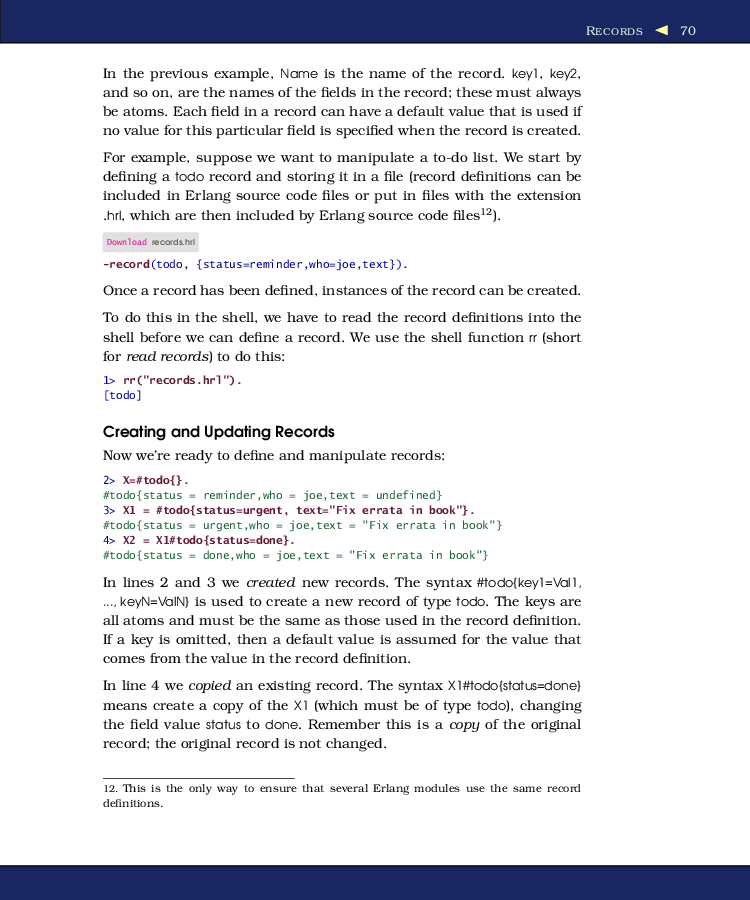 RECORDS ◀ 70
In the previous example, Name is the name of the record. key1, key2,
and so on, are the names of the fields in the record; these must always
be atoms. Each field in a record can have a default value that is used if
no value for this particular field is specified when the record is created.
For example, suppose we want to manipulate a to-do list. We start by
defining a todo record and storing it in a file (record definitions can be
included in Erlang source code files or put in files with the extension
.hrl, which are then included by Erlang source code files12).
Download records.hrl
-record(todo, {status=reminder,who=joe,text}).
Once a record has been defined, instances of the record can be created.
To do this in the shell, we have to read the record definitions into the
shell before we can define a record. We use the shell function rr (short
for read records) to do this:
1> rr("records.hrl").
[todo]
Creating and Updating Records
Now we're ready to define and manipulate records:
2> X=#todo{}.
#todo{status = reminder,who = joe,text = undefined}
3> X1 = #todo{status=urgent, text="Fix errata in book"}.
#todo{status = urgent,who = joe,text = "Fix errata in book"}
4> X2 = X1#todo{status=done}.
#todo{status = done,who = joe,text = "Fix errata in book"}
In lines 2 and 3 we created new records. The syntax #todo{key1=Val1,
..., keyN=ValN} is used to create a new record of type todo. The keys are
all atoms and must be the same as those used in the record definition.
If a key is omitted, then a default value is assumed for the value that
comes from the value in the record definition.
In line 4 we copied an existing record. The syntax X1#todo{status=done}
means create a copy of the X1 (which must be of type todo), changing
the field value status to done. Remember this is a copy of the original
record; the original record is not changed.
12. This is the only way to ensure that several Erlang modules use the same record
definitions.